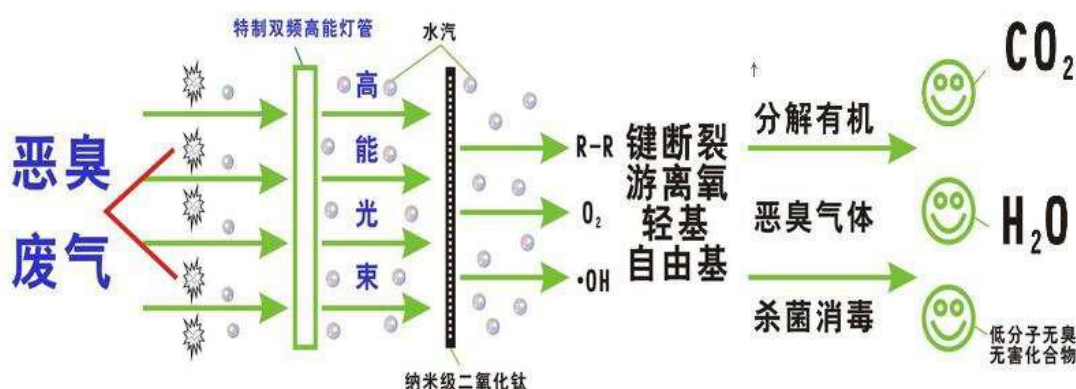 特制双频高能灯管
水汽
恶臭
废气
高
能
光
束
纳米级二氧化钛
R-R
O₂
·OH
键断裂
游离氧
轻基
自由基
↑
分解有机
恶臭气体
杀菌消毒
CO₂
H₂O
低分子无臭
无害化合物